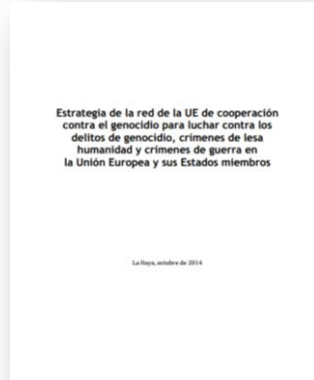 Estrategia de la red de la UE de cooperación
contra el genocidio para luchar contra los
delitos de genocidio, crímenes de lesa
humanidad y crímenes de guerra en
la Unión Europea y sus Estados miembros
La Haya, octubre de 2014